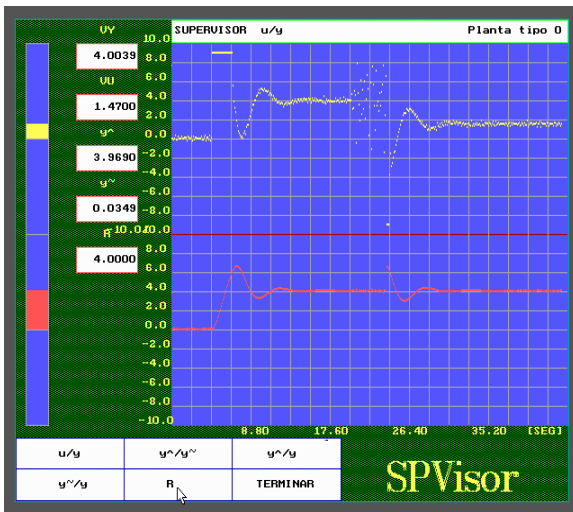 VY
SUPERVISOR u/y
Planta tipo 0
10.0
4.0039
8.0
VU
6.0
1.4700
4.0
2.0
y^
0.0
3.9690
-2.0
y~
-4.0
-6.0
0.0349
-8.0
R
4.0000
8.0
6.0
4.0
2.0
0.0
-2.0
-4.0
-6.0
-8.0
-10.0
8.80 17.60 26.40 35.20 [SEG]
u/y
y^/y~
y^/y
y~/y
R
TERMINAR
SPVisor